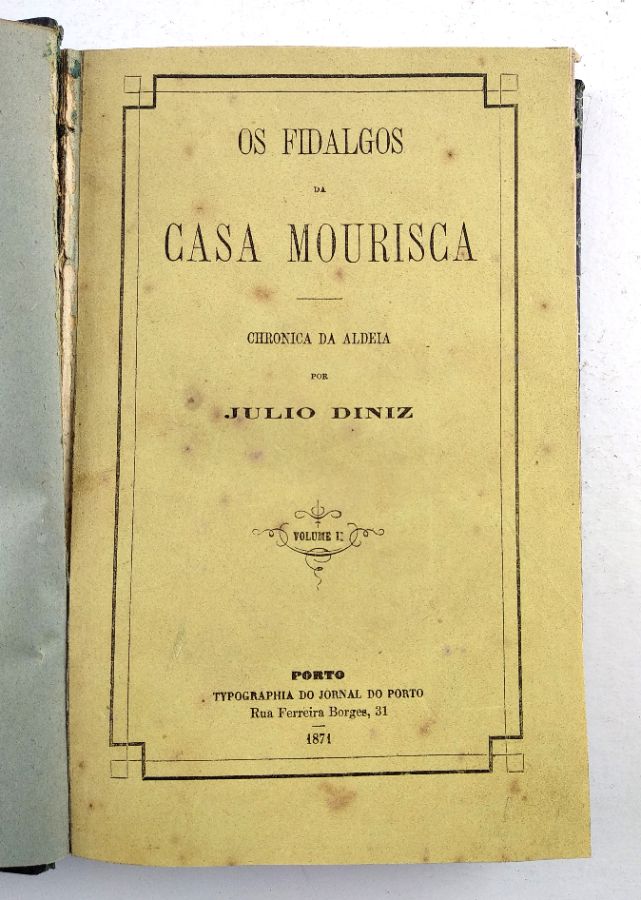 OS FIDALGOS
DA
CASA MOURISCA
CHRONICA DA ALDEIA
POR
JULIO DINIZ
VOLUME
PORTO
TYPOGRAPHIA DO JORNAL DO PORTO
Rua Ferreira Borges, 31
1871